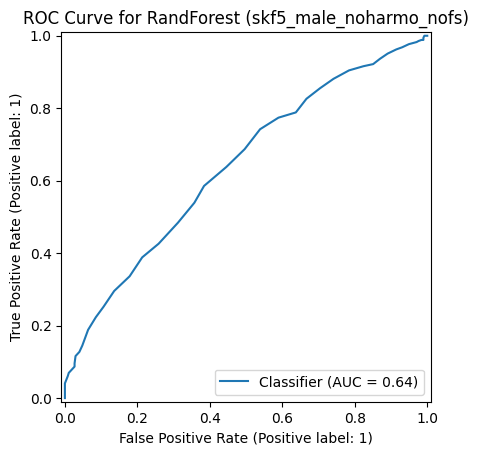 ROC Curve for RandForest (skf5_male_noharmo_nofs)
1.0
0.8
0.6
0.4
0.2
0.0
True Positive Rate (Positive label: 1)
Classifier (AUC = 0.64)
0.0 0.2 0.4 0.6 0.8 1.0
False Positive Rate (Positive label: 1)